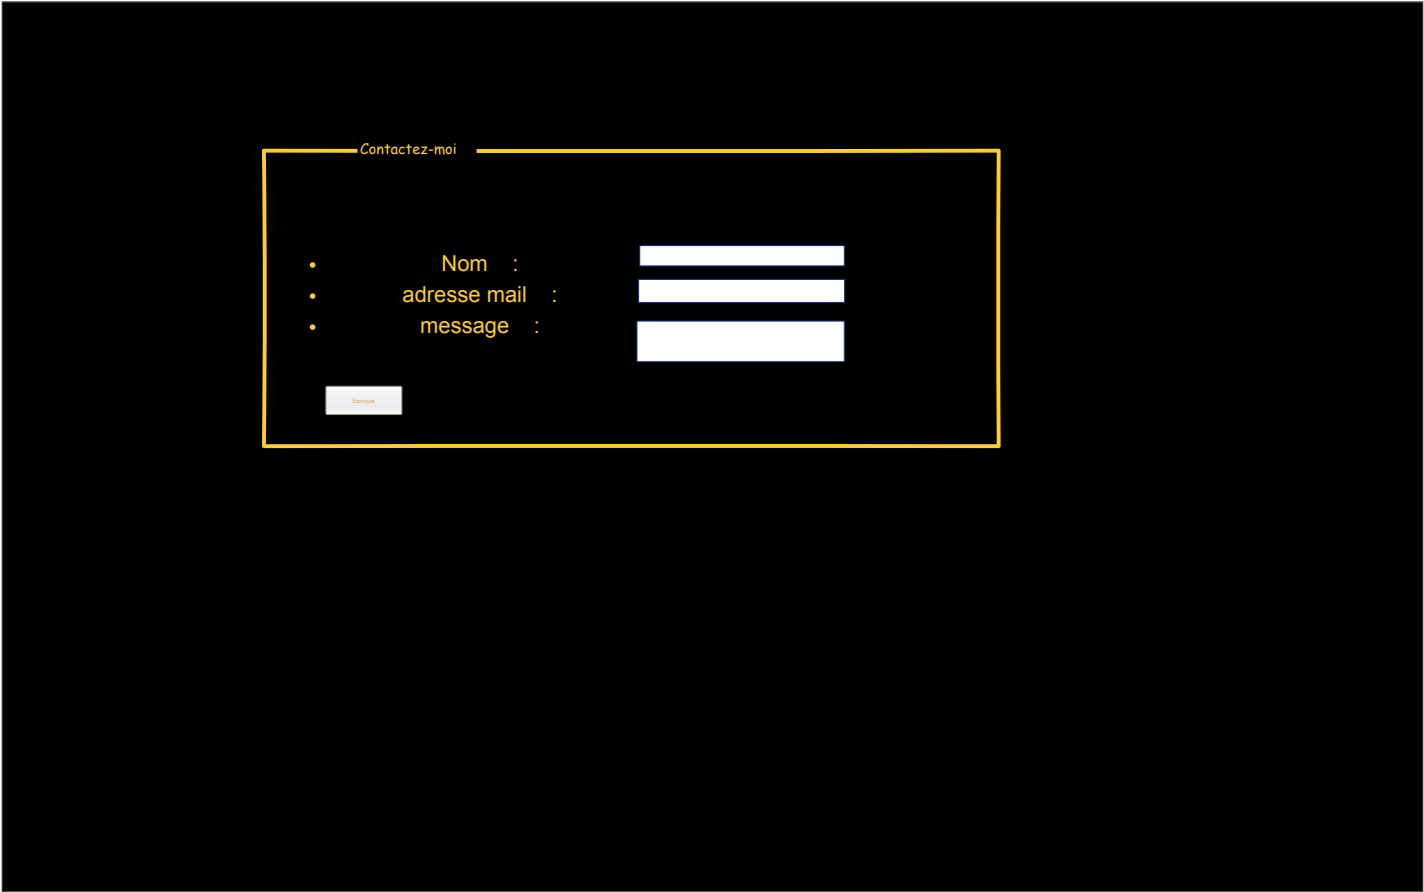 Contactez-moi
• Nom :
• adresse mail :
• message :
Envoyer